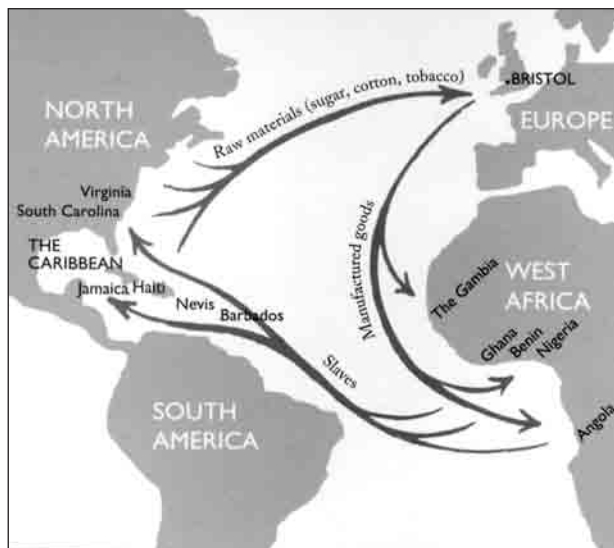 NORTH
AMERICA
Raw materials (sugar, cotton, tobacco)
BRISTOL
EUROPE
Virginia
South Carolina
THE
CARIBBEAN
Jamaica
Haiti
Nevis
Barbados
Slaves
Manufactured goods
The Gambia
WEST
AFRICA
Ghana
Benin
Nigeria
Angola
SOUTH
AMERICA